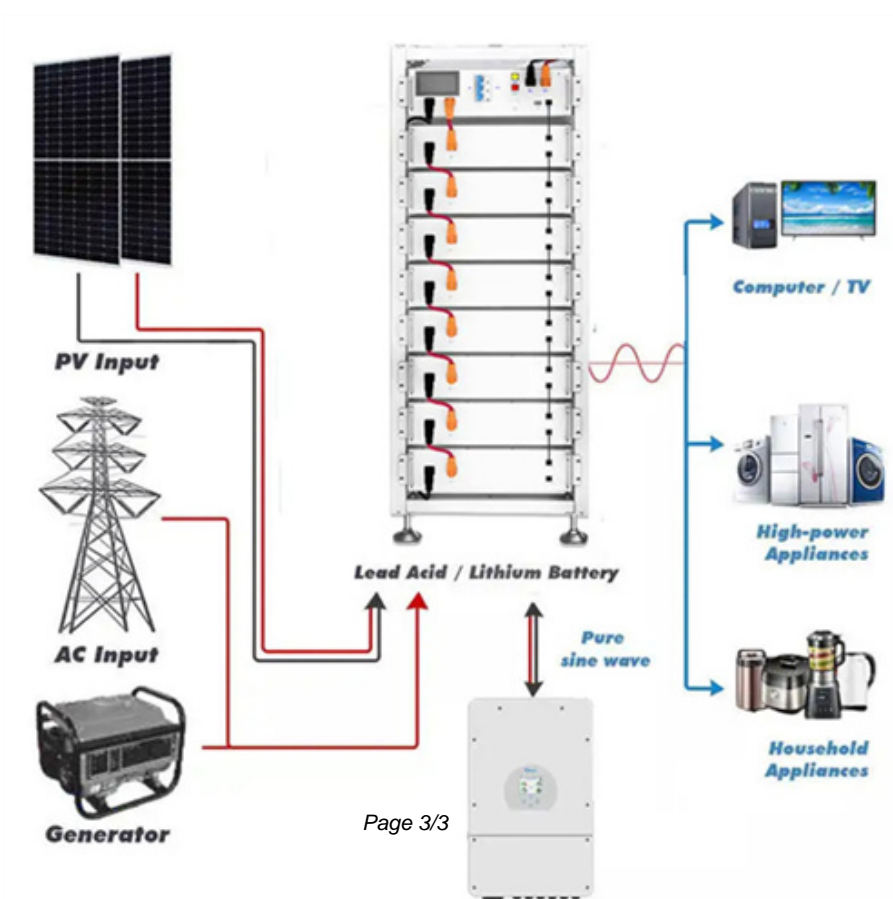 Computer / TV
PV Input
High-power
Appliances
Lead Acid / Lithium Battery
Pure
sine wave
AC Input
Household
Appliances
Page 3/3
Generator